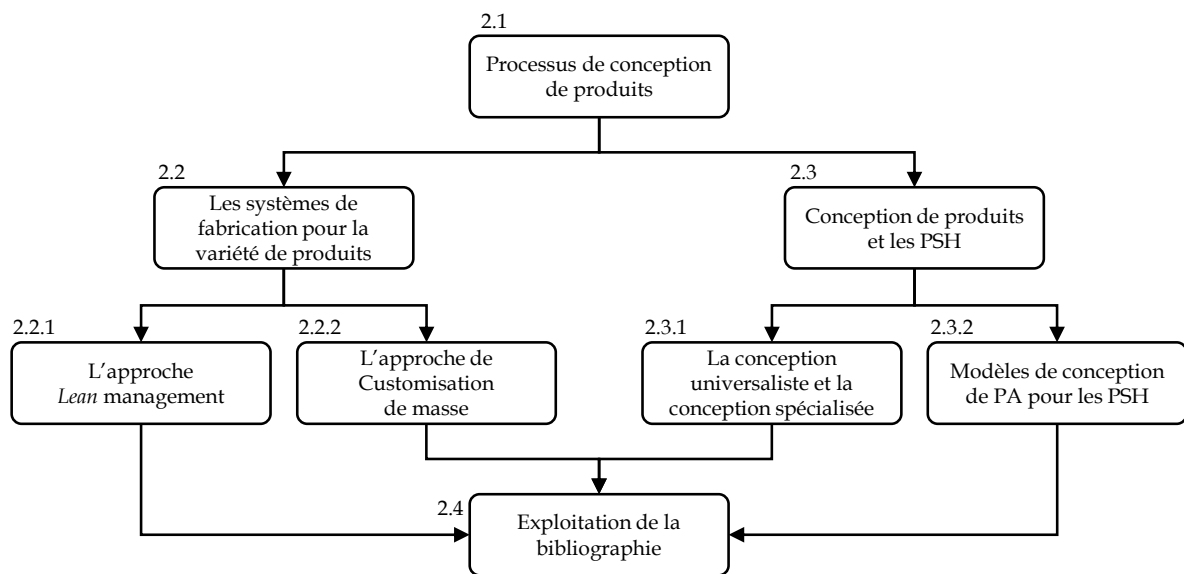 2.1
Processus de conception
de produits
2.2
Les systèmes de
fabrication pour la
variété de produits
2.3
Conception de produits
et les PSH
2.2.1
L'approche
Lean management
2.2.2
L'approche de
Customisation
de masse
2.3.1
La conception
universaliste et la
conception spécialisée
2.3.2
Modèles de conception
de PA pour les PSH
2.4
Exploitation de la
bibliographie